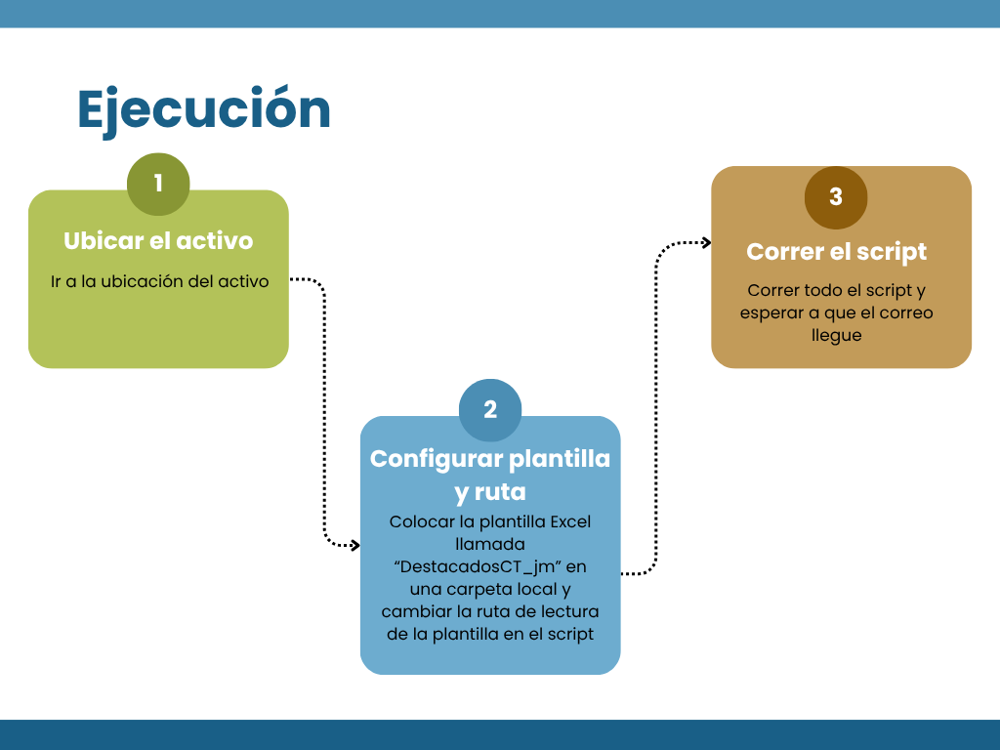 Ejecución
1
Ubicar el activo
Ir a la ubicación del activo
2
Configurar plantilla
y ruta
Colocar la plantilla Excel
llamada
“DestacadosCT_jm” en
una carpeta local y
cambiar la ruta de lectura
de la plantilla en el script
3
Correr el script
Correr todo el script y
esperar a que el correo
llegue